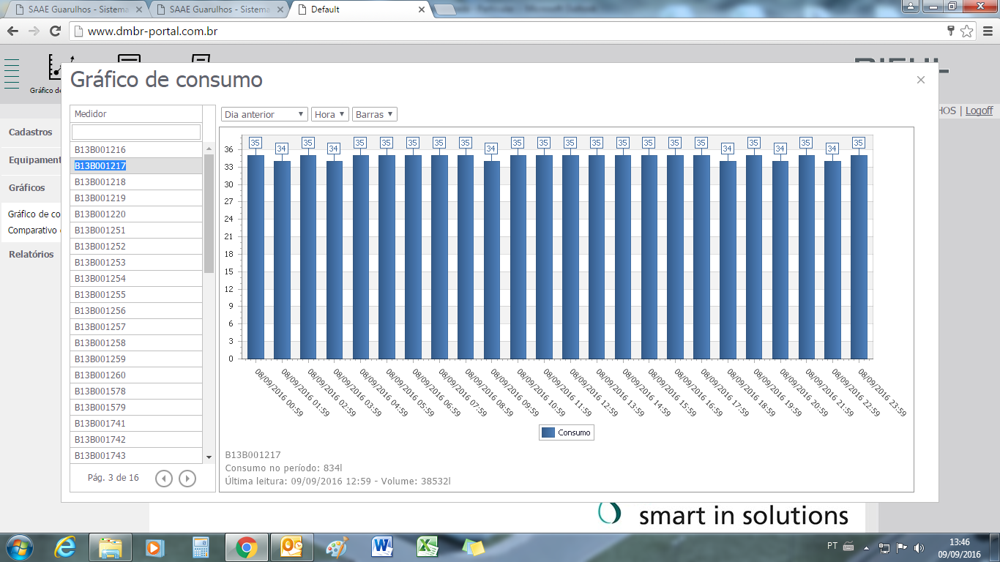 SAAE Guarulhos - Sistema
SAAE Guarulhos - Sistema
Default
www.dmbr-portal.com.br
Gráfico de
HOS | Logoff
Cadastros
Equipament
Gráficos
Gráfico de co
Comparativo
Relatórios
Gráfico de consumo
Medidor
B13B001216
B13B001217
B13B001218
B13B001219
B13B001220
B13B001251
B13B001252
B13B001253
B13B001254
B13B001255
B13B001256
B13B001257
B13B001258
B13B001259
B13B001260
B13B001578
B13B001579
B13B001741
B13B001742
B13B001743
Pág. 3 de 16
Dia anterior Hora Barras
35 34 35 34 35 35 35 35 35 34 35 35 35 35 35 35 35 35 34 35 34 35 34 35
36
33
30
27
24
21
18
15
12
9
6
3
0
08/09/2016 00:59
08/09/2016 01:59
08/09/2016 02:59
08/09/2016 03:59
08/09/2016 04:59
08/09/2016 05:59
08/09/2016 06:59
08/09/2016 07:59
08/09/2016 08:59
08/09/2016 09:59
08/09/2016 10:59
08/09/2016 11:59
08/09/2016 12:59
08/09/2016 13:59
08/09/2016 14:59
08/09/2016 15:59
08/09/2016 16:59
08/09/2016 17:59
08/09/2016 18:59
08/09/2016 19:59
08/09/2016 20:59
08/09/2016 21:59
08/09/2016 22:59
08/09/2016 23:59
Consumo
B13B001217
Consumo no período: 834l
Última leitura: 09/09/2016 12:59 - Volume: 38532l
smart in solutions
PT
13:46
09/09/2016